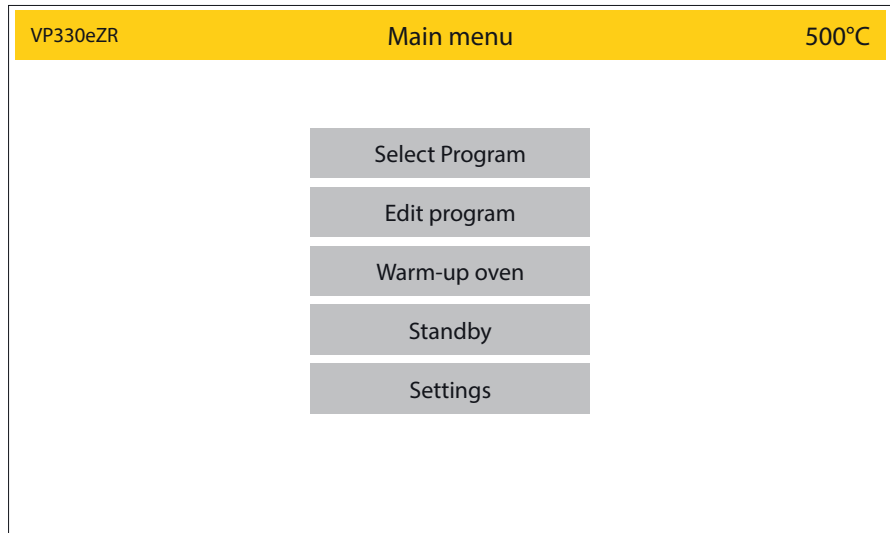 VP330eZR Main menu 500°C
Select Program
Edit program
Warm-up oven
Standby
Settings